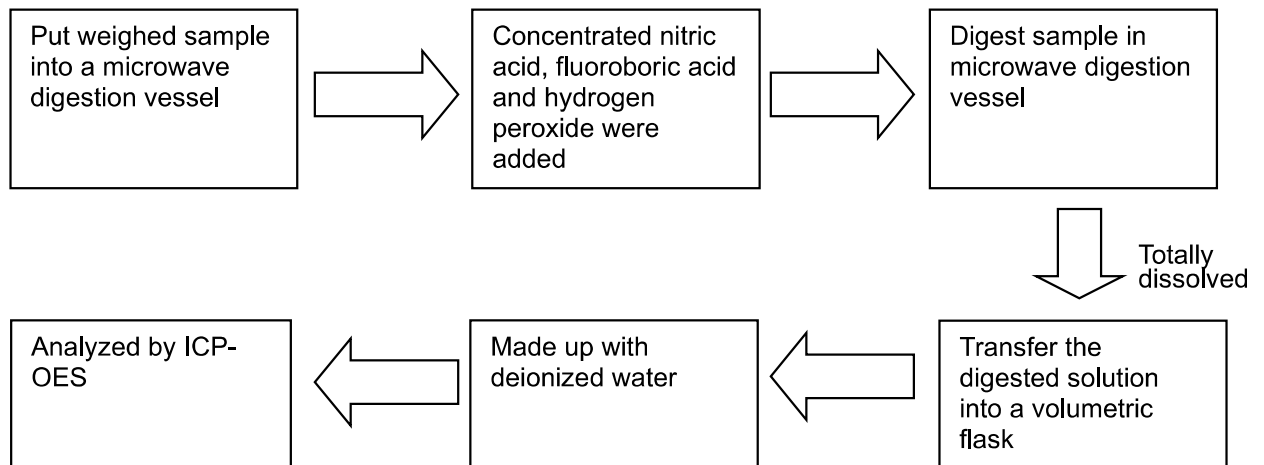 Put weighed sample
into a microwave
digestion vessel
Concentrated nitric
acid, fluoroboric acid
and hydrogen
peroxide were
added
Digest sample in
microwave digestion
vessel
Totally
dissolved
Transfer the
digested solution
into a volumetric
flask
Made up with
deionized water
Analyzed by ICP-
OES